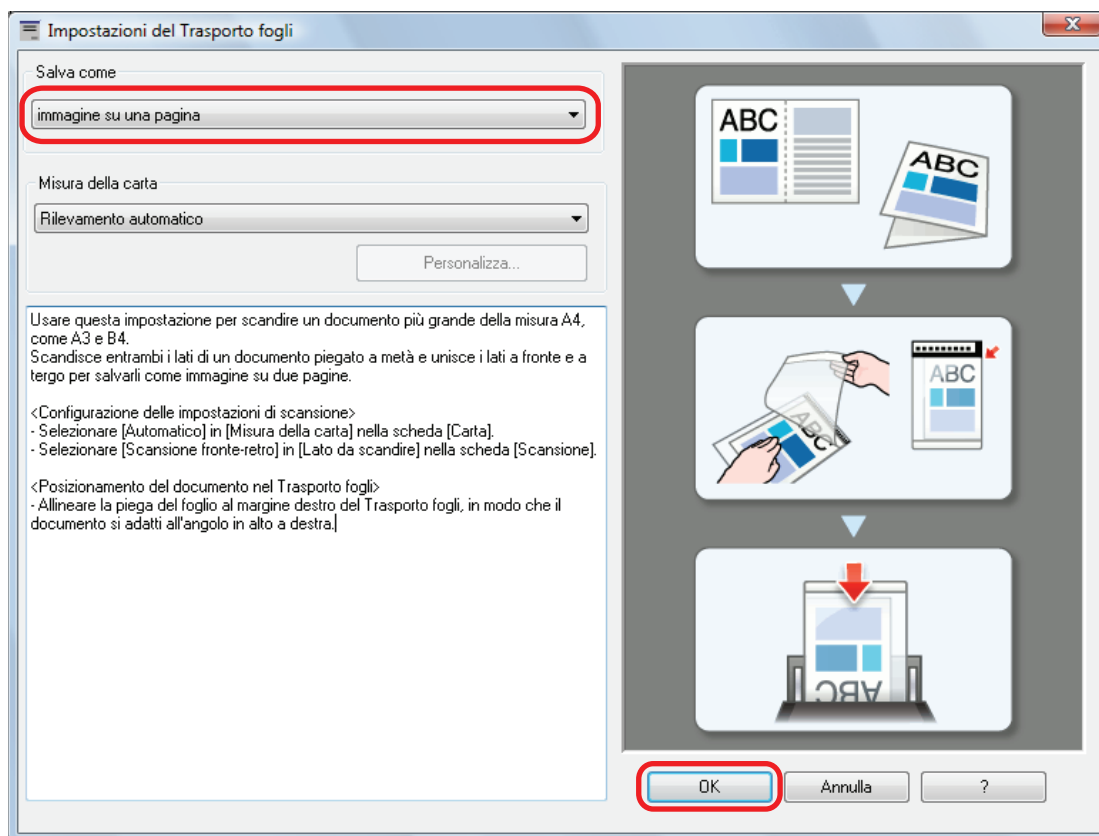 Impostazioni del Trasporto fogli
Salva come
immagine su una pagina
Misura della carta
Rilevamento automatico
Personalizza...
Usare questa impostazione per scandire un documento più grande della misura A4,
come A3 e B4.
Scandisce entrambi i lati di un documento piegato a metà e unisce i lati a fronte e a
tergo per salvarli come immagine su due pagine.
<Configurazione delle impostazioni di scansione>
- Selezionare [Automatico] in [Misura della carta] nella scheda [Carta].
- Selezionare [Scansione fronte-retro] in [Lato da scandire] nella scheda [Scansione].
<Posizionamento del documento nel Trasporto fogli>
- Allineare la piega del foglio al margine destro del Trasporto fogli, in modo che il
documento si adatti all'angolo in alto a destra.
ABC
ABC
ABC
ABC
ABC
OK
Annulla
?